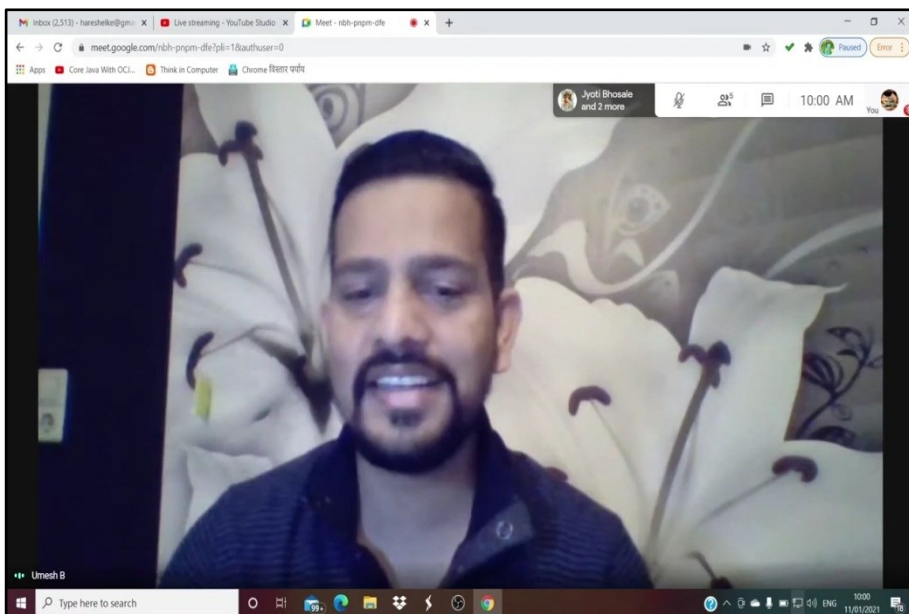 Inbox (2,513) - hareshelke@gma
Live streaming - YouTube Studio
Meet - nbh-pnpm-dfe
meet.google.com/nbh-pnpm-dfe?pli=1&authuser=0
Paused
Error
Apps
Core Java With OCJ...
Think in Computer
Chrome विस्तार पर्याय
Jyoti Bhosale
and 2 more
5
10:00 AM
You
Umesh B
Type here to search
99+
ENG
10:00
11/01/2021